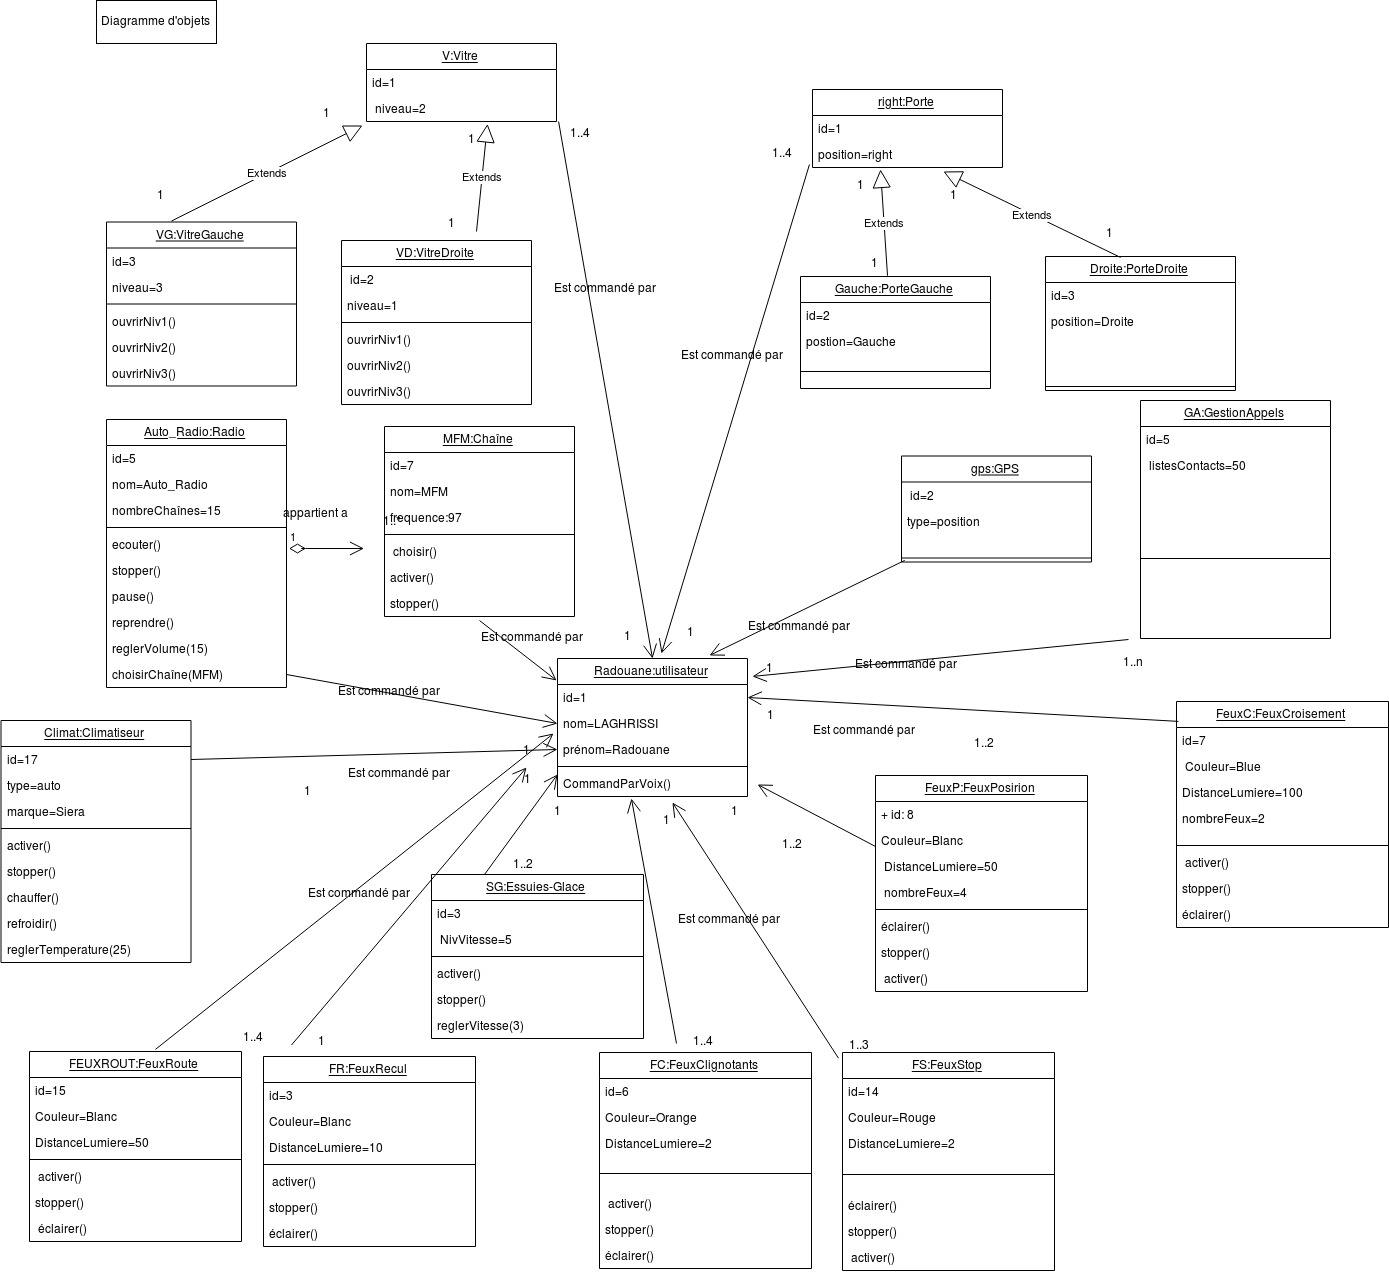 Diagramme d'objets
V:Vitre
id=1
niveau=2
1
Extends
1
1
Extends
1
1..4
Est commandé par
1
right:Porte
id=1
position=right
1..4
Est commandé par
1
1
Extends
1
1
Extends
1
VG:VitreGauche
id=3
niveau=3
ouvrirNiv1()
ouvrirNiv2()
ouvrirNiv3()
VD:VitreDroite
id=2
niveau=1
ouvrirNiv1()
ouvrirNiv2()
ouvrirNiv3()
Gauche:PorteGauche
id=2
postion=Gauche
Droite:PorteDroite
id=3
position=Droite
Auto_Radio:Radio
id=5
nom=Auto_Radio
nombreChaînes=15
ecouter()
stopper()
pause()
reprendre()
reglerVolume(15)
choisirChaîne(MFM)
appartient a
1
1..*
MFM:Chaîne
id=7
nom=MFM
frequence:97
choisir()
activer()
stopper()
Est commandé par
Est commandé par
gps:GPS
id=2
type=position
Est commandé par
GA:GestionAppels
id=5
listesContacts=50
1..n
Est commandé par
1
Radouane:utilisateur
id=1
nom=LAGHRISSI
prénom=Radouane
CommandParVoix()
Climat:Climatiseur
id=17
type=auto
marque=Siera
activer()
stopper()
chauffer()
refroidir()
reglerTemperature(25)
Est commandé par
1
1
1
1
1
1
1
Est commandé par
1..2
FeuxC:FeuxCroisement
id=7
Couleur=Blue
DistanceLumiere=100
nombreFeux=2
activer()
stopper()
éclairer()
FeuxP:FeuxPosirion
+ id: 8
Couleur=Blanc
DistanceLumiere=50
nombreFeux=4
éclairer()
stopper()
activer()
1..2
1..2
SG:Essuies-Glace
id=3
NivVitesse=5
activer()
stopper()
reglerVitesse(3)
Est commandé par
Est commandé par
1..4
1
1..4
1..3
FEUXROUT:FeuxRoute
id=15
Couleur=Blanc
DistanceLumiere=50
activer()
stopper()
éclairer()
FR:FeuxRecul
id=3
Couleur=Blanc
DistanceLumiere=10
activer()
stopper()
éclairer()
FC:FeuxClignotants
id=6
Couleur=Orange
DistanceLumiere=2
activer()
stopper()
éclairer()
FS:FeuxStop
id=14
Couleur=Rouge
DistanceLumiere=2
éclairer()
stopper()
activer()